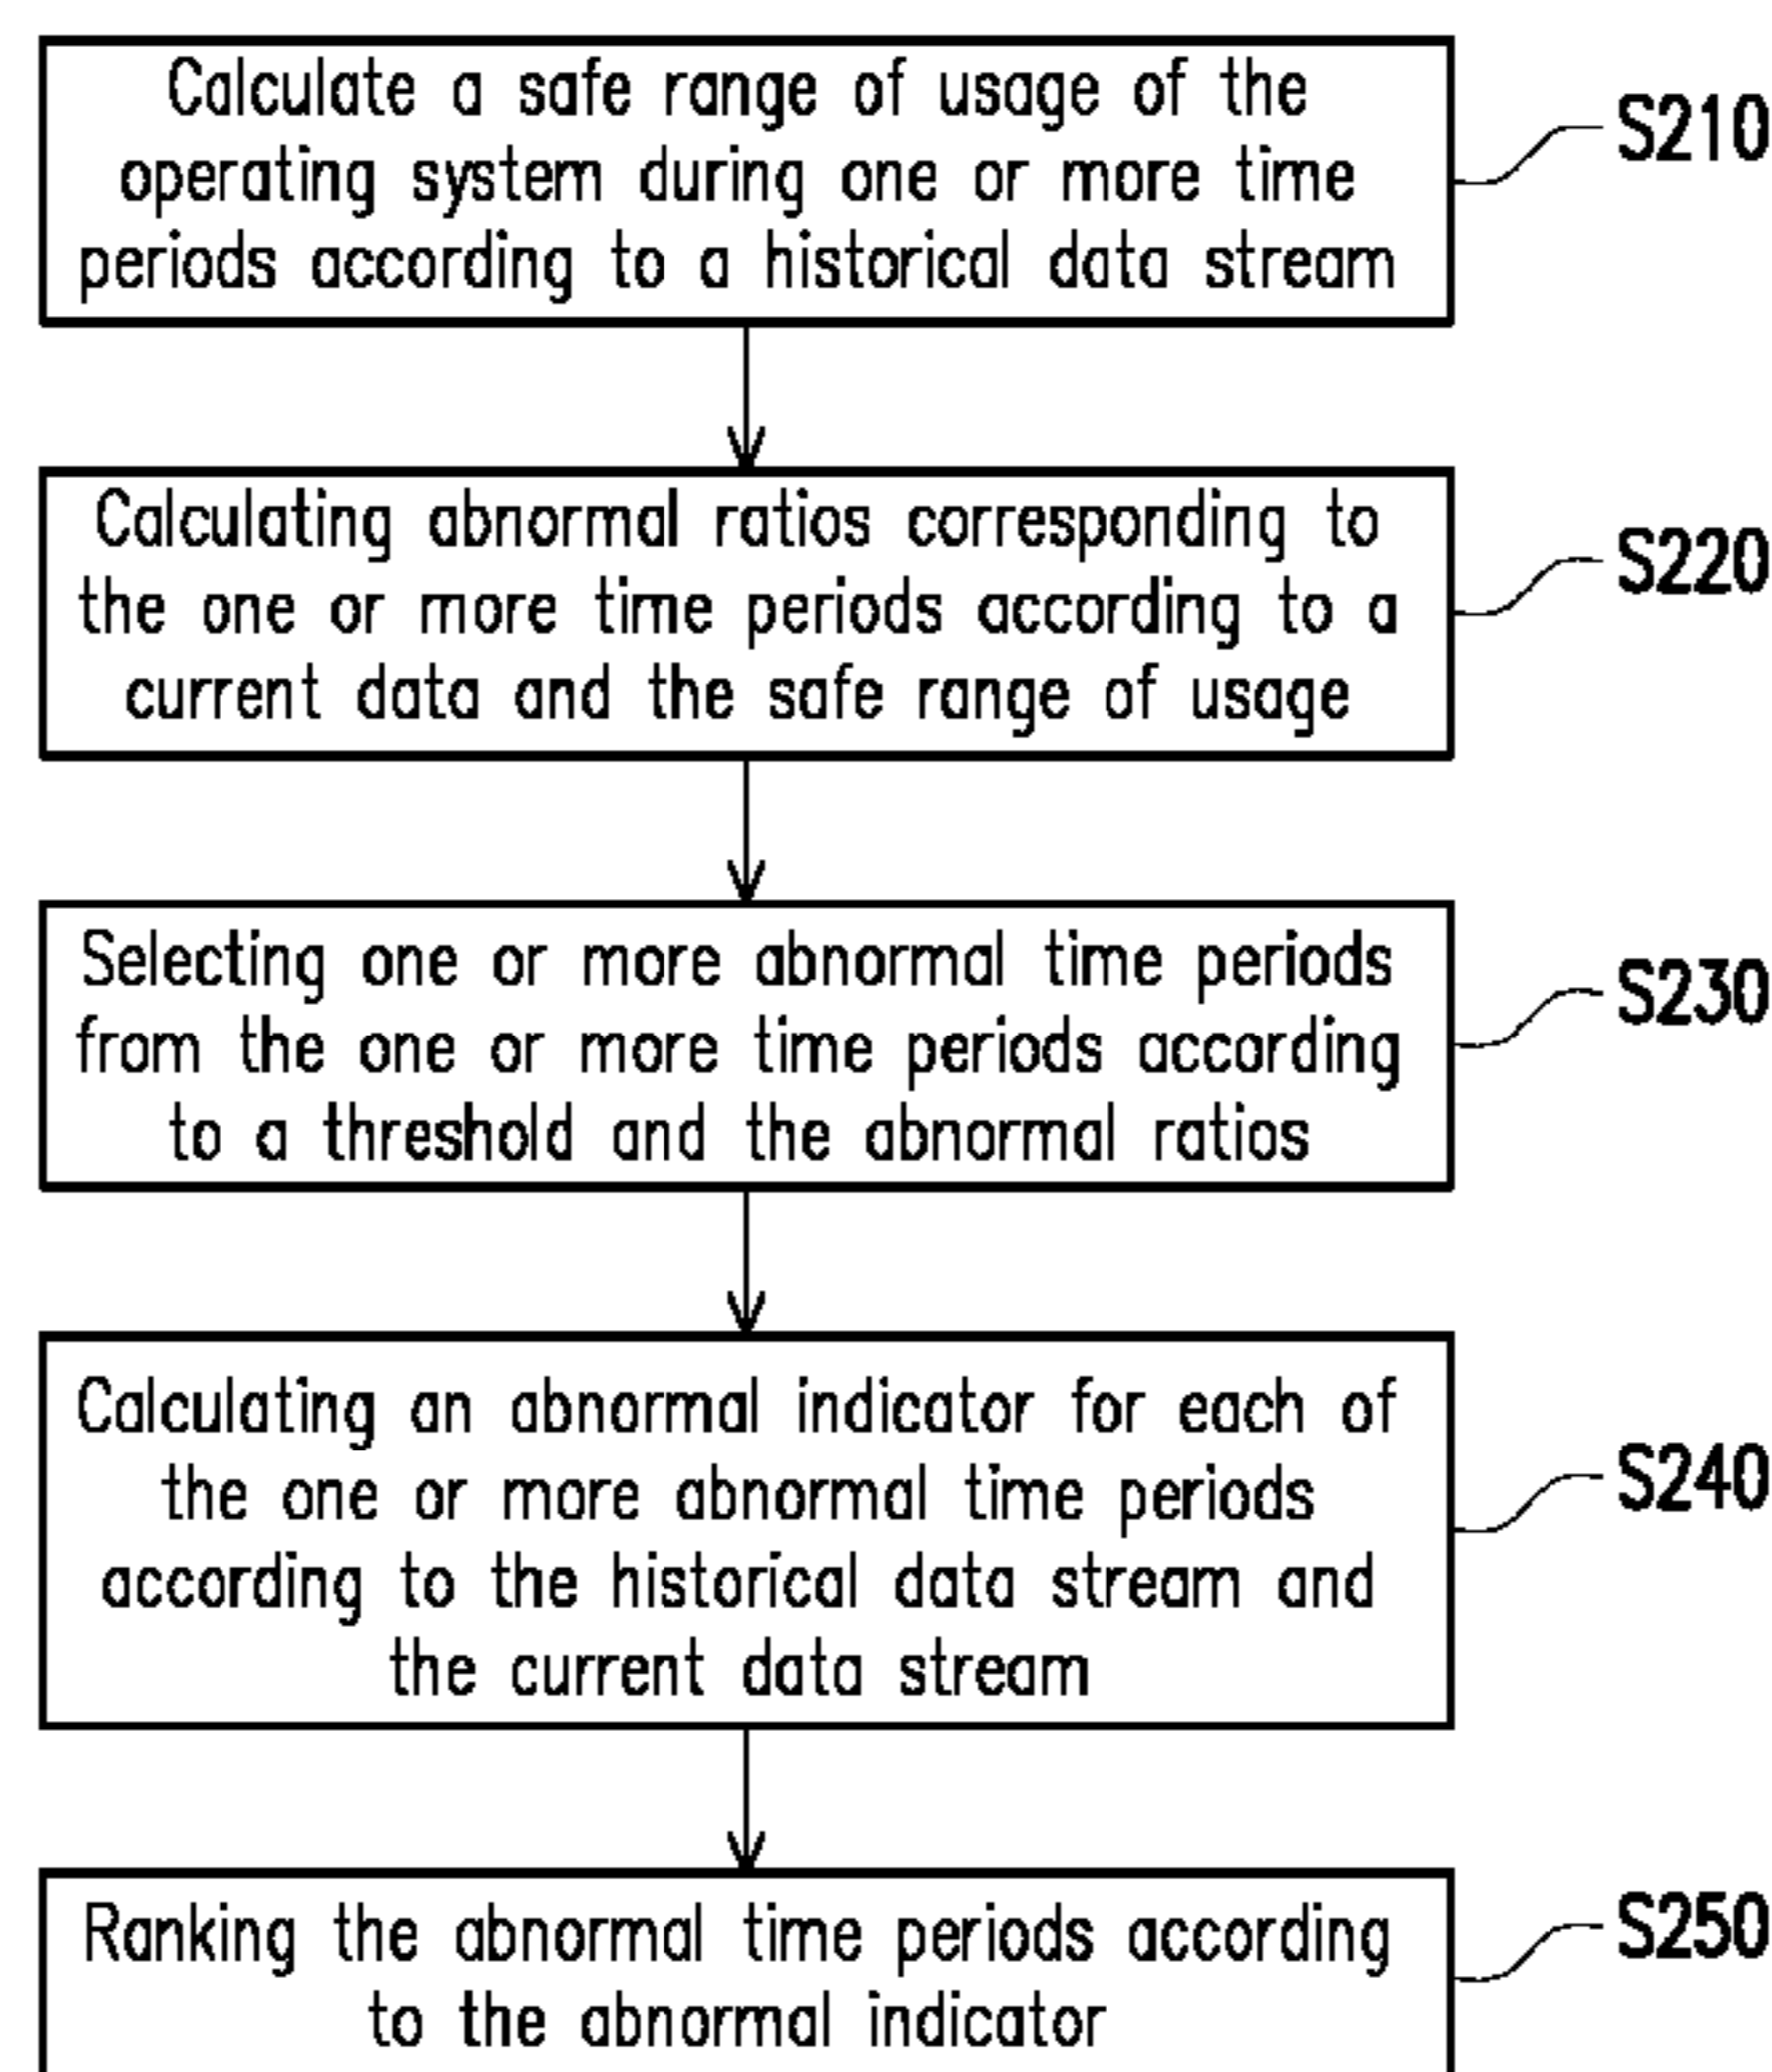 Calculate a safe range of usage of the
operating system during one or more time
periods according to a historical data stream
S210
Calculating abnormal ratios corresponding to
the one or more time periods according to a
current data and the safe range of usage
S220
Selecting one or more abnormal time periods
from the one or more time periods according
to a threshold and the abnormal ratios
S230
Calculating an abnormal indicator for each of
the one or more abnormal time periods
according to the historical data stream and
the current data stream
S240
Ranking the abnormal time periods according
to the abnormal indicator
S250